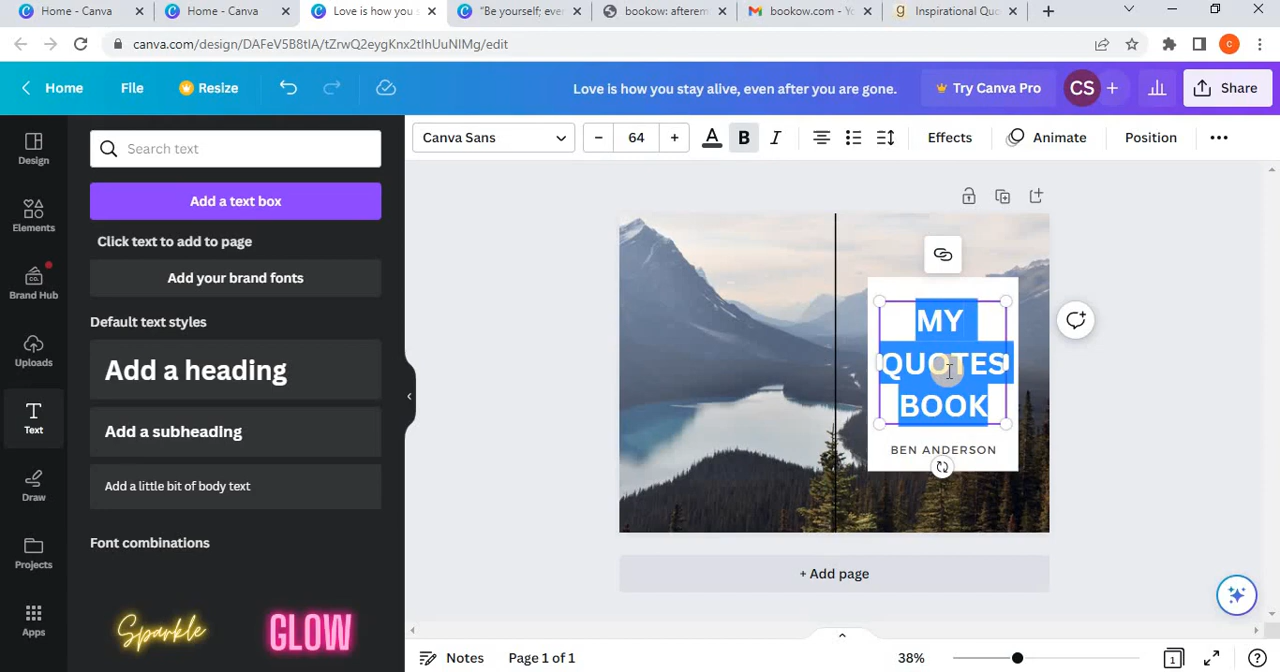 Home - Canva
Home - Canva
Love is how you s
"Be yourself; ever
bookow: afterem
bookow.com - Yo
Inspirational Quo
canva.com/design/DAFeV5B8tIA/tZrwQ2eygKnx2tIhUuNIMg/edit
C
Home
File
Resize
Love is how you stay alive, even after you are gone.
Try Canva Pro
CS
Share
Design
Elements
Brand Hub
Uploads
Text
Draw
Projects
Apps
Search text
Add a text box
Click text to add to page
Add your brand fonts
Default text styles
Add a heading
Add a subheading
Add a little bit of body text
Font combinations
Sparkle
GLOW
Canva Sans
64
A
B
I
Effects
Animate
Position
MY
QUOTES
BOOK
BEN ANDERSON
+ Add page
Notes
Page 1 of 1
38%
1